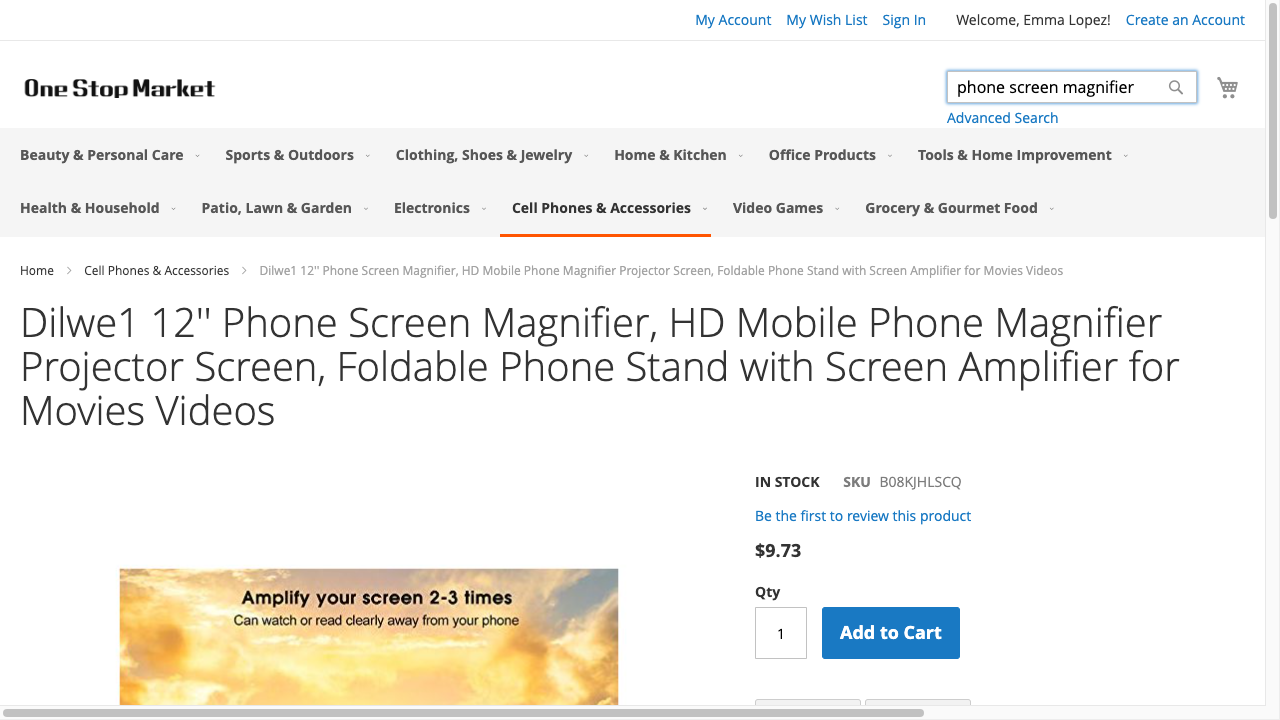 My Account My Wish List Sign In Welcome, Emma Lopez! Create an Account
One Stop Market
phone screen magnifier
Advanced Search
Beauty & Personal Care Sports & Outdoors Clothing, Shoes & Jewelry Home & Kitchen Office Products Tools & Home Improvement
Health & Household Patio, Lawn & Garden Electronics Cell Phones & Accessories Video Games Grocery & Gourmet Food
Home Cell Phones & Accessories Dilwe1 12'' Phone Screen Magnifier, HD Mobile Phone Magnifier Projector Screen, Foldable Phone Stand with Screen Amplifier for Movies Videos
Dilwe1 12'' Phone Screen Magnifier, HD Mobile Phone Magnifier
Projector Screen, Foldable Phone Stand with Screen Amplifier for
Movies Videos
IN STOCK SKU B08KJHLSCQ
Be the first to review this product
$9.73
Qty
1 Add to Cart
Amplify your screen 2-3 times
Can watch or read clearly away from your phone